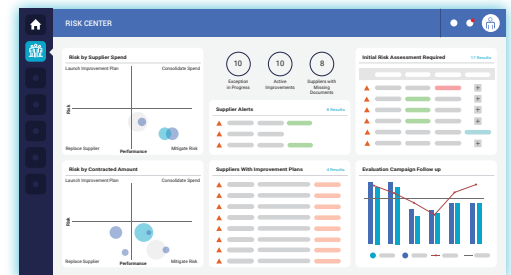 RISK CENTER
Risk by Supplier Spend
Launch Improvement Plan
Consolidate Spend
Risk
Replace Supplier
Performance
Mitigate Risk
10
Exception
in Progress
10
Active
Improvements
8
Suppliers with
Missing
Documents
Supplier Alerts
9 Results
Initial Risk Assessment Required
17 Results
Risk by Contracted Amount
Launch Improvement Plan
Consolidate Spend
Risk
Replace Supplier
Performance
Mitigate Risk
Suppliers With Improvement Plans
4 Results
Evaluation Campaign Follow up